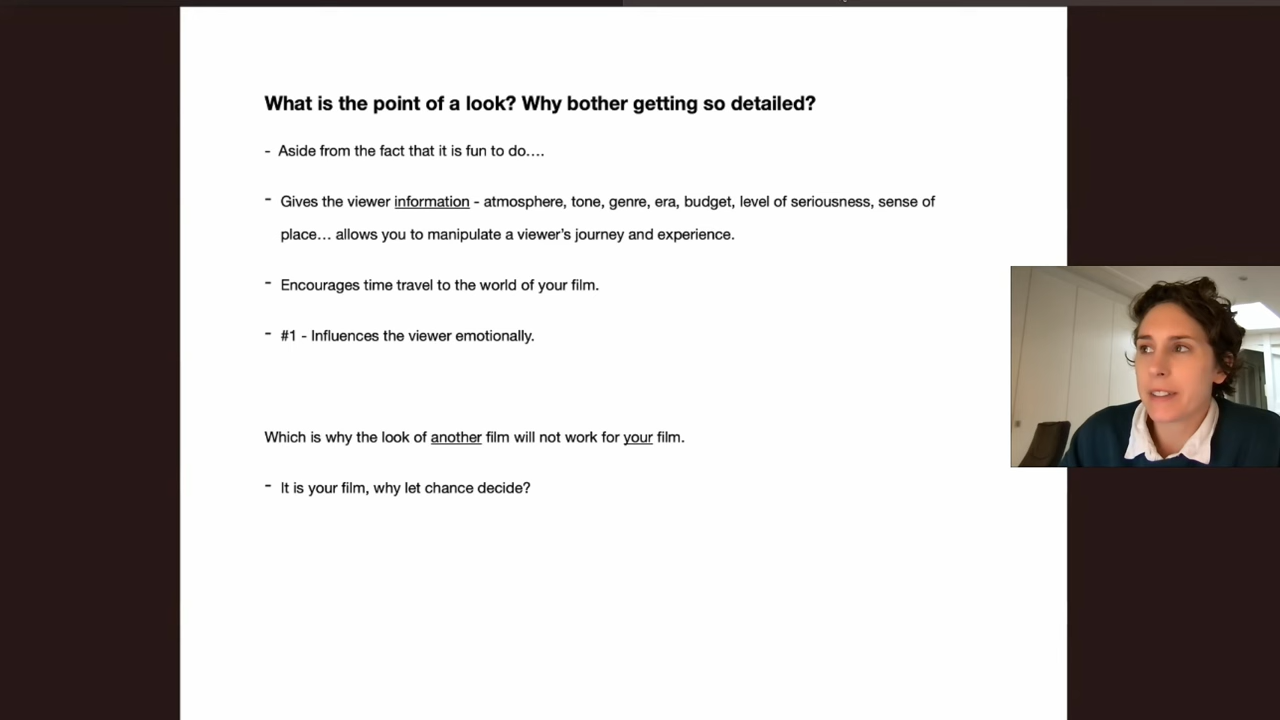 What is the point of a look? Why bother getting so detailed?
- Aside from the fact that it is fun to do....
- Gives the viewer information - atmosphere, tone, genre, era, budget, level of seriousness, sense of
place... allows you to manipulate a viewer's journey and experience.
- Encourages time travel to the world of your film.
- #1 - Influences the viewer emotionally.
Which is why the look of another film will not work for your film.
- It is your film, why let chance decide?